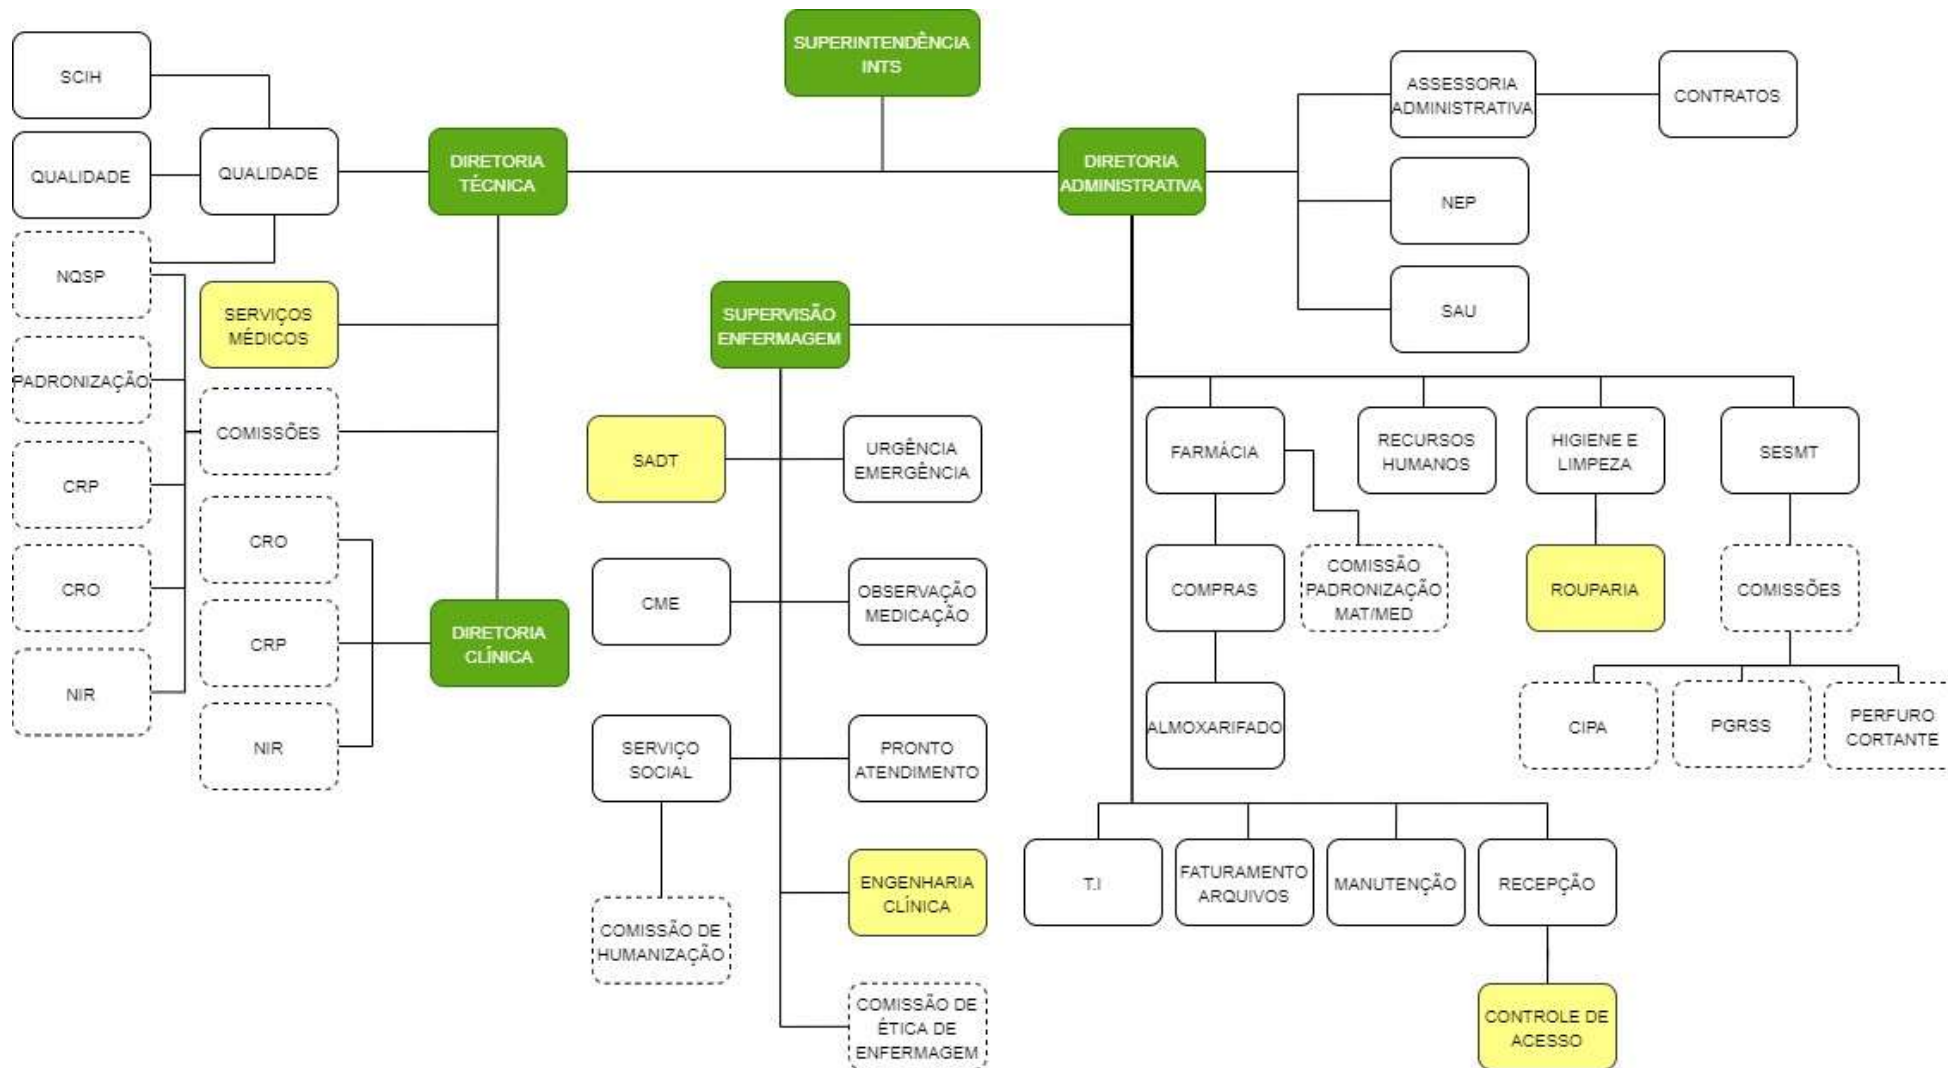 SUPERINTENDÊNCIA
INTS
SCIH
ASSESSORIA
ADMINISTRATIVA
CONTRATOS
QUALIDADE
QUALIDADE
DIRETORIA
TÉCNICA
DIRETORIA
ADMINISTRATIVA
NEP
NQSP
SERVIÇOS
MÉDICOS
SUPERVISÃO
ENFERMAGEM
SAU
PADRONIZAÇÃO
COMISSÕES
SADT
URGÊNCIA
EMERGÊNCIA
FARMÁCIA
RECURSOS
HUMANOS
HIGIENE E
LIMPEZA
SESMT
CRP
CRO
CRO
CME
OBSERVAÇÃO
MEDICAÇÃO
COMPRAS
COMISSÃO
PADRONIZAÇÃO
MAT/MED
ROUPARIA
COMISSÕES
CRP
DIRETORIA
CLÍNICA
NIR
NIR
SERVIÇO
SOCIAL
PRONTO
ATENDIMENTO
ALMOXARIFADO
CIPA
PGRSS
PERFURO
CORTANTE
ENGENHARIA
CLÍNICA
T.I
FATURAMENTO
ARQUIVOS
MANUTENÇÃO
RECEPÇÃO
COMISSÃO DE
HUMANIZAÇÃO
COMISSÃO DE
ÉTICA DE
ENFERMAGEM
CONTROLE DE
ACESSO